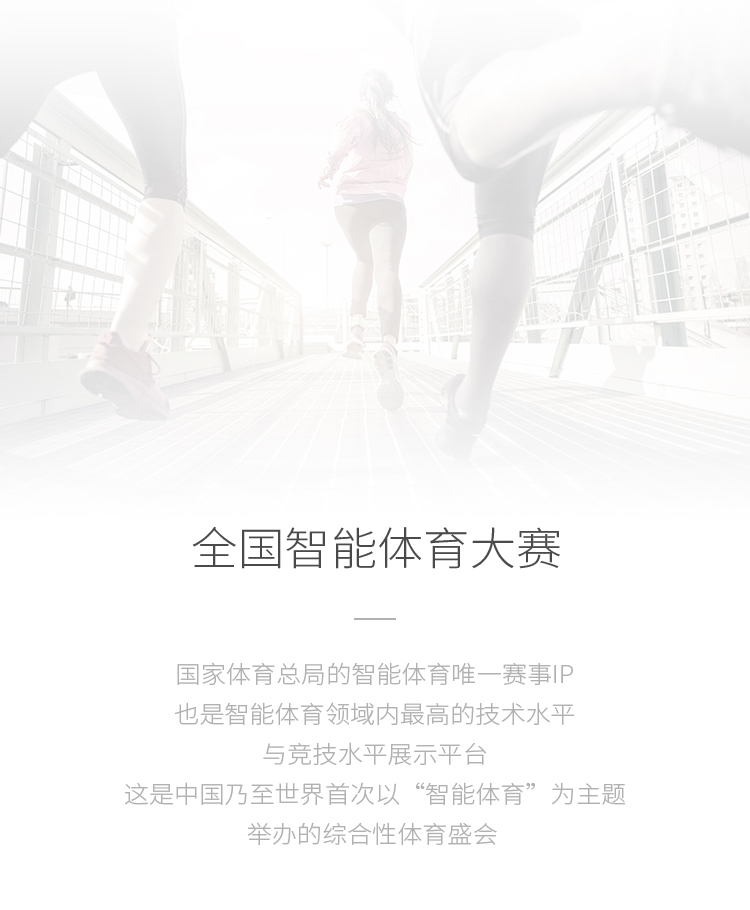 全国智能体育大赛
国家体育总局的智能体育唯一赛事IP
也是智能体育领域内最高的技术水平
与竞技水平展示平台
这是中国乃至世界首次以“智能体育”为主题
举办的综合性体育盛会